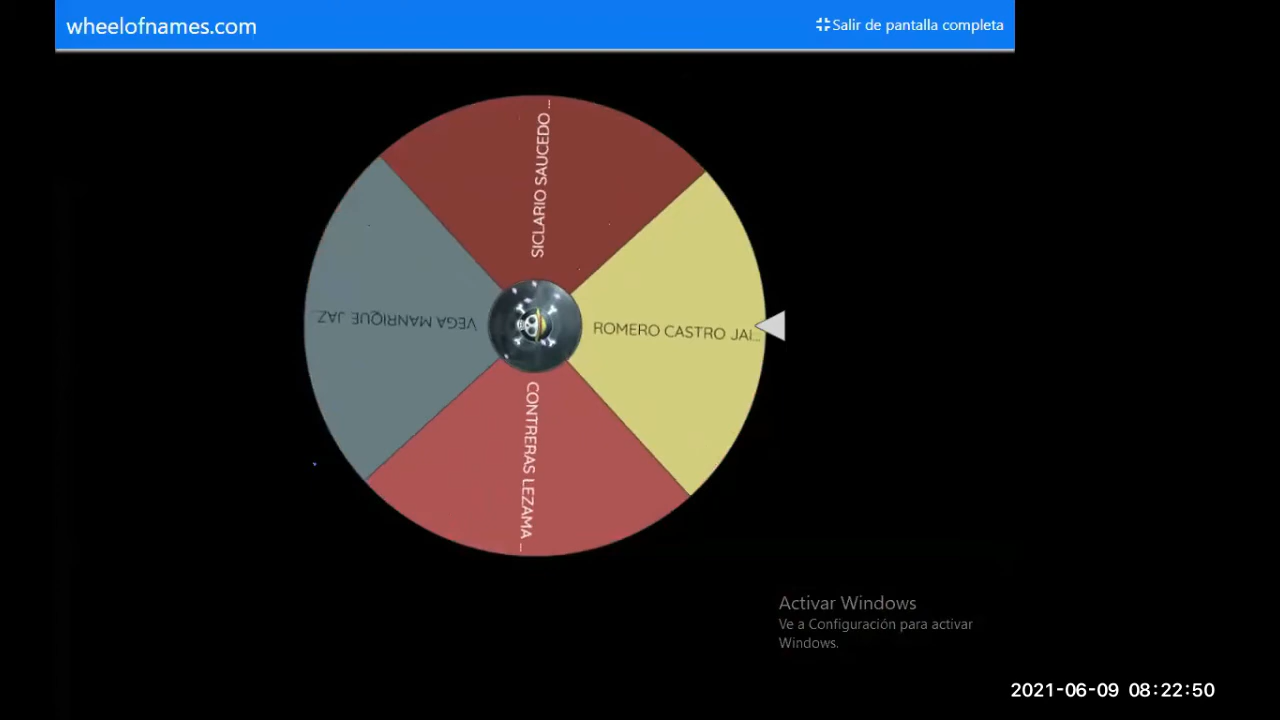 wheelofnames.com
Salir de pantalla completa
SICLARIO SAUCEDO ...
VEGA MANRIQUE JAZ...
ROMERO CASTRO JAI...
CONTRERAS LEZAMA ...
Activar Windows
Ve a Configuración para activar
Windows.
2021-06-09 08:22:50